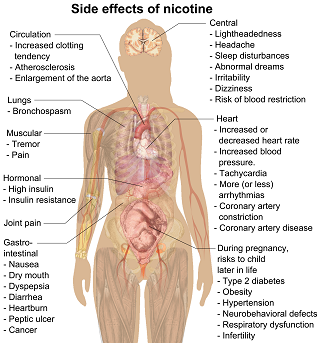 Side effects of nicotine
Circulation
- Increased clotting
tendency
- Atherosclerosis
- Enlargement of the aorta
Lungs
- Bronchospasm
Muscular
- Tremor
- Pain
Hormonal
- High insulin
- Insulin resistance
Joint pain
Gastro-
intestinal
- Nausea
- Dry mouth
- Dyspepsia
- Diarrhea
- Heartburn
- Peptic ulcer
- Cancer
Central
- Lightheadedness
- Headache
- Sleep disturbances
- Abnormal dreams
- Irritability
- Dizziness
- Risk of blood restriction
Heart
- Increased or
decreased heart rate
- Increased blood
pressure.
- Tachycardia
- More (or less)
arrhythmias
- Coronary artery
constriction
- Coronary artery disease
During pregnancy,
risks to child
later in life
- Type 2 diabetes
- Obesity
- Hypertension
- Neurobehavioral defects
- Respiratory dysfunction
- Infertility